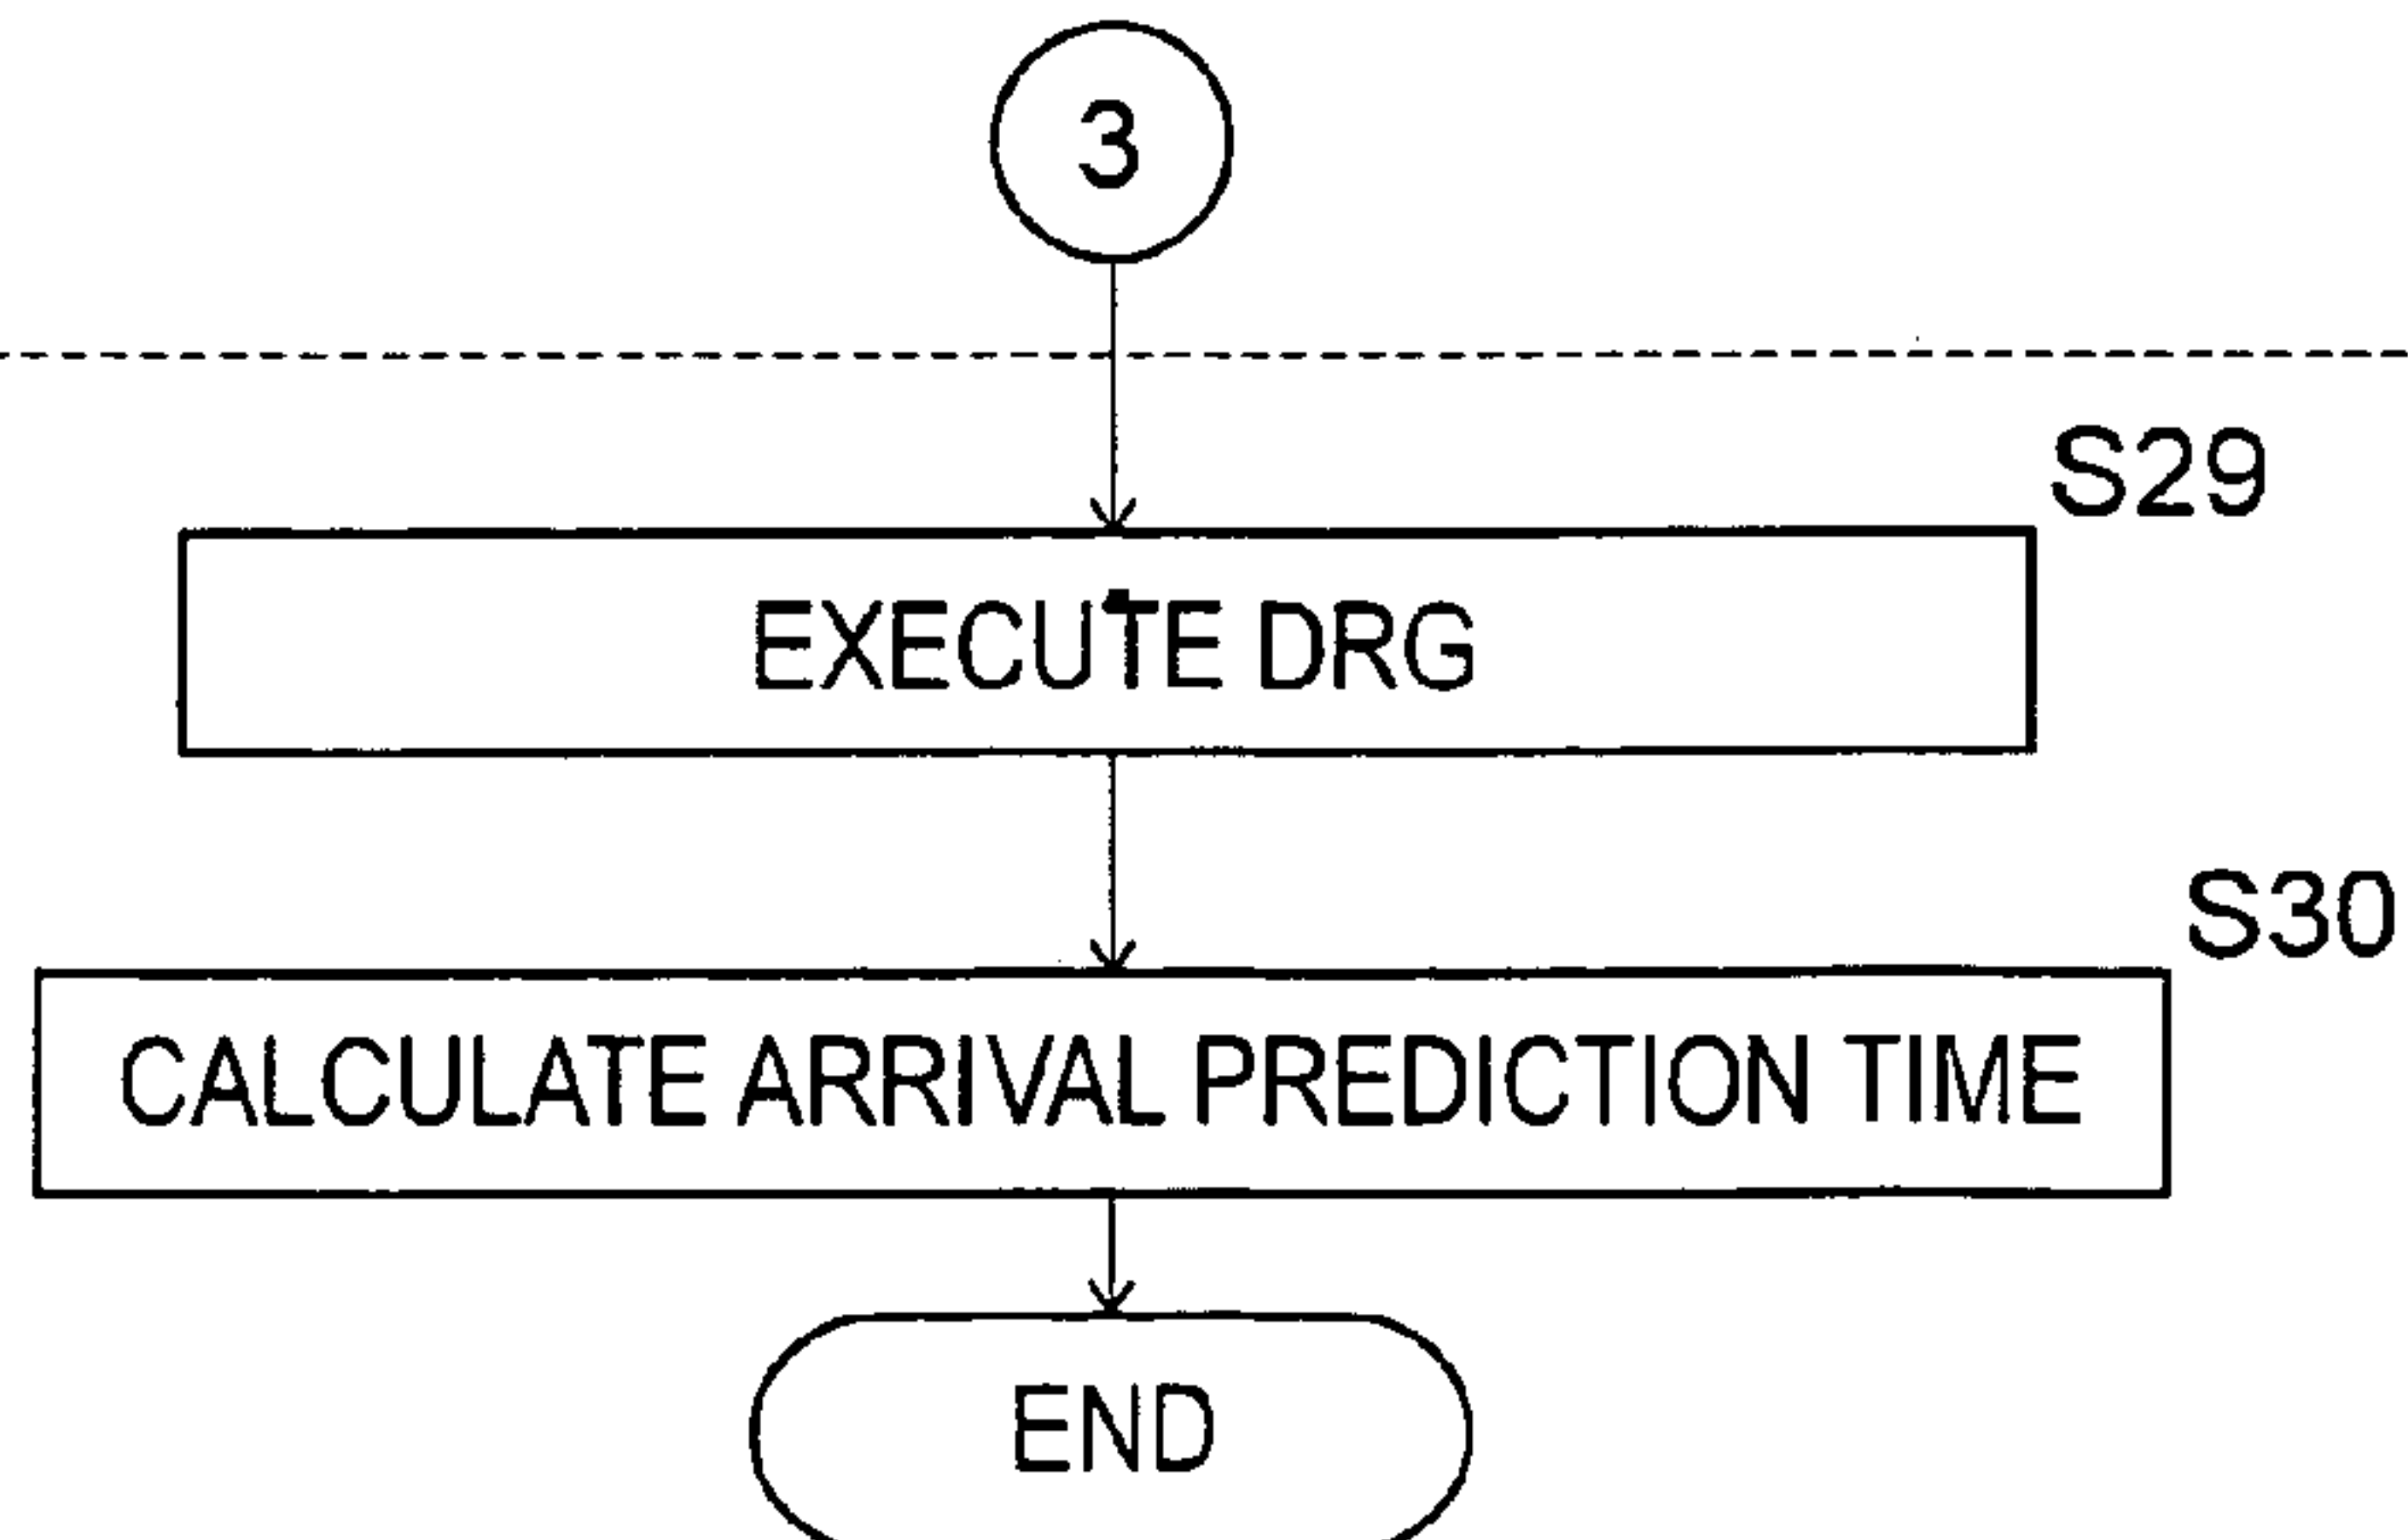 3
S29
EXECUTE DRG
S30
CALCULATE ARRIVAL PREDICTION TIME
END